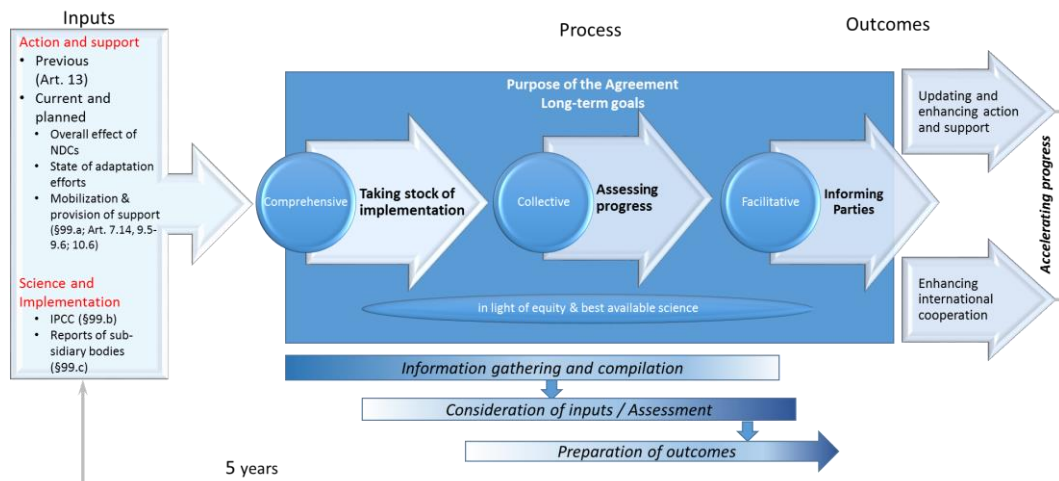 Inputs
Process
Outcomes
Action and support
• Previous
(Art. 13)
• Current and
planned
• Overall effect of
NDCs
• State of adaptation
efforts
• Mobilization &
provision of support
(§99.a; Art. 7.14, 9.5-
9.6; 10.6)
Science and
Implementation
• IPCC (§99.b)
• Reports of sub-
sidiary bodies
(§99.c)
Purpose of the Agreement
Long-term goals
Comprehensive
Taking stock of
implementation
Collective
Assessing
progress
Facilitative
Informing
Parties
in light of equity & best available science
Updating and
enhancing action
and support
Enhancing
international
cooperation
Accelerating progress
Information gathering and compilation
Consideration of inputs / Assessment
Preparation of outcomes
5 years